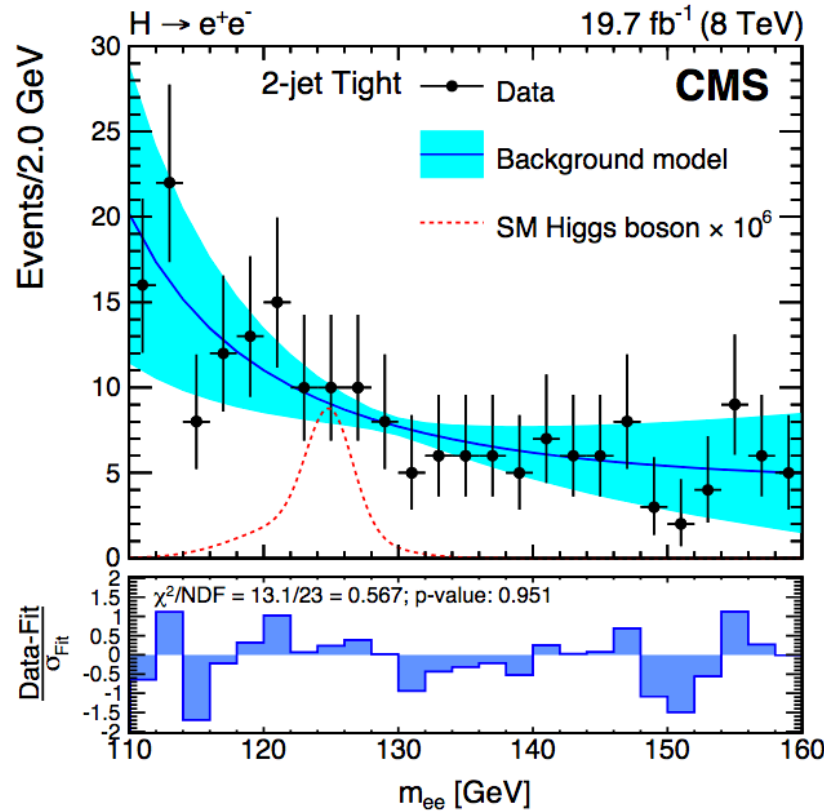 H → e⁺e⁻ 19.7 fb⁻¹ (8 TeV)
Events/2.0 GeV
30
25
20
15
10
5
0
2-jet Tight
CMS
Data
Background model
SM Higgs boson × 10⁶
Data-Fit
σFit
2
1.5
1
0.5
0
-0.5
-1
-1.5
-2
χ²/NDF = 13.1/23 = 0.567; p-value: 0.951
110 120 130 140 150 160
mee [GeV]